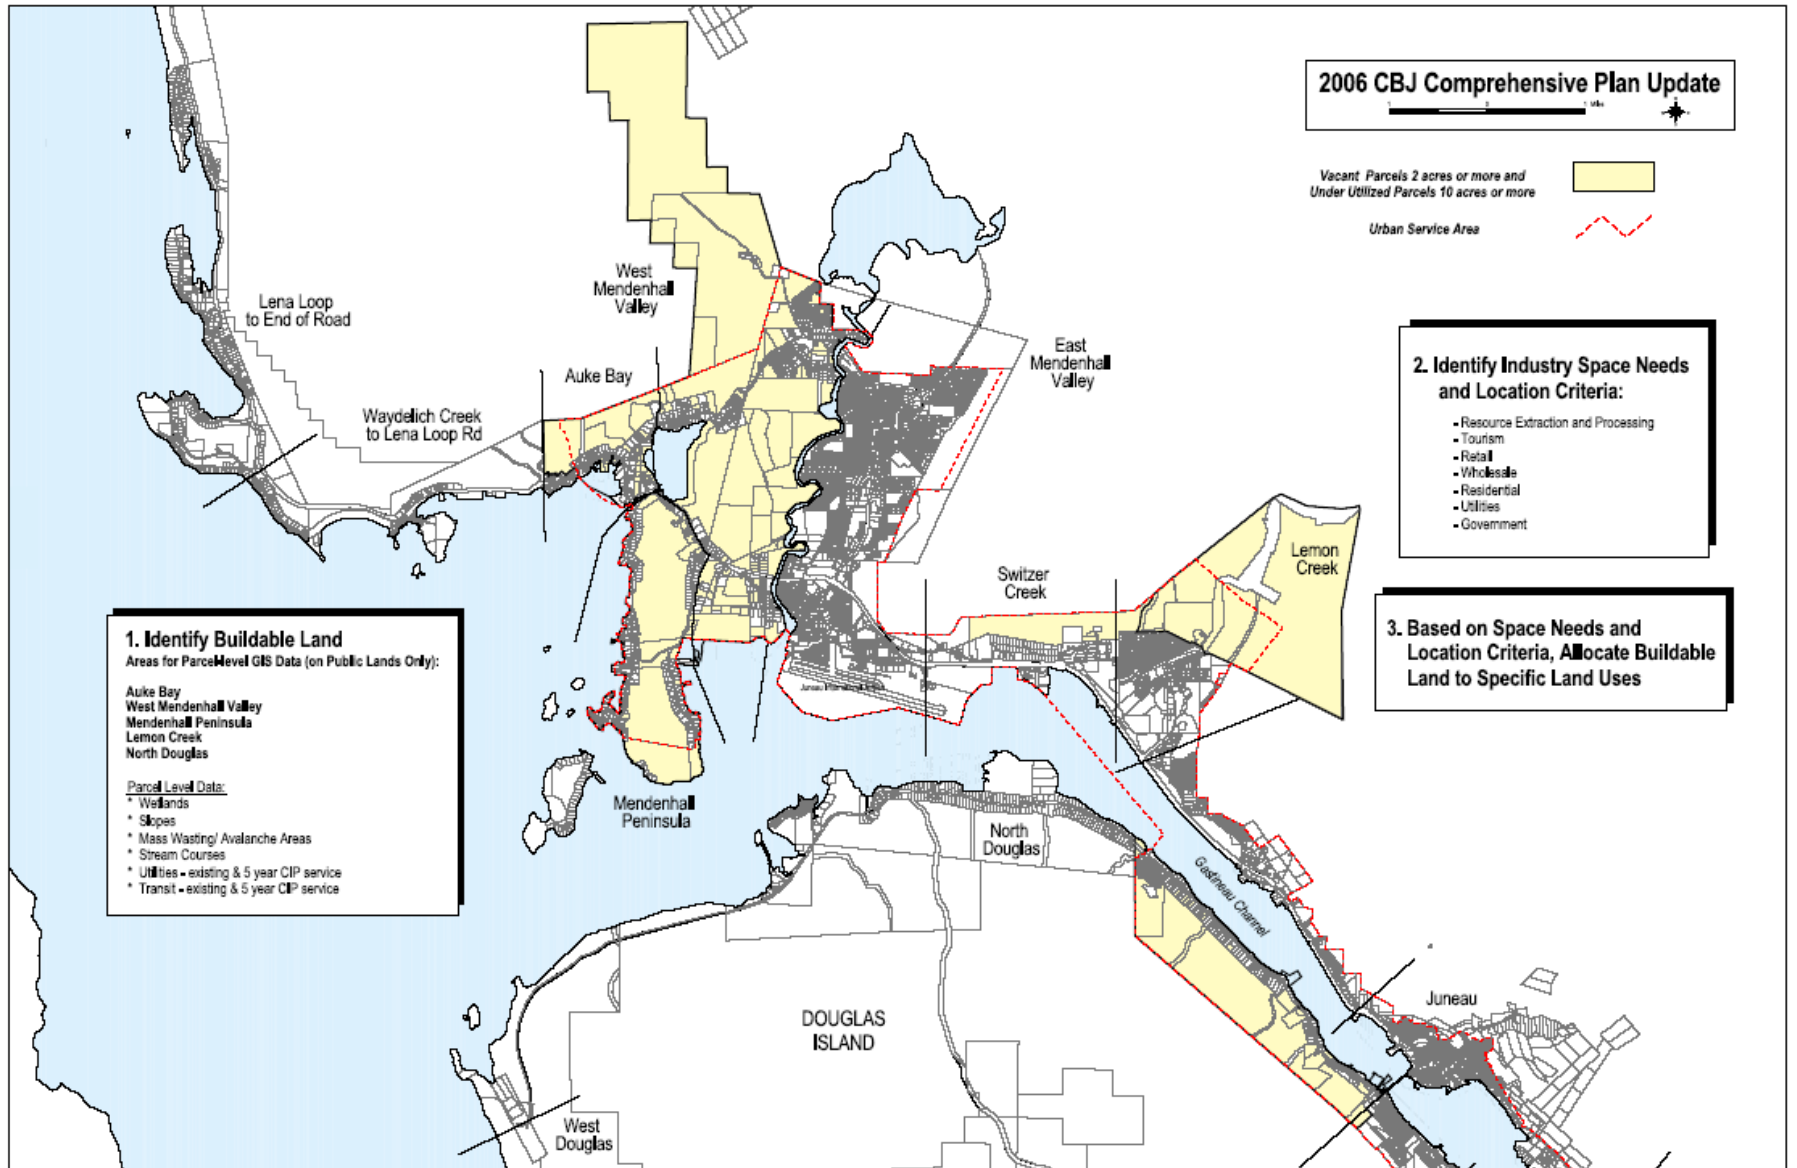 2006 CBJ Comprehensive Plan Update
1 0 1 Miles
Vacant Parcels 2 acres or more and
Under Utilized Parcels 10 acres or more
Urban Service Area
West
Mendenhall
Valley
Lena Loop
to End of Road
Auke Bay
Waydelich Creek
to Lena Loop Rd
East
Mendenhall
Valley
2. Identify Industry Space Needs
and Location Criteria:
- Resource Extraction and Processing
- Tourism
- Retail
- Wholesale
- Residential
- Utilities
- Government
Lemon
Creek
Switzer
Creek
3. Based on Space Needs and
Location Criteria, Allocate Buildable
Land to Specific Land Uses
1. Identify Buildable Land
Areas for Parcel-level GIS Data (on Public Lands Only):
Auke Bay
West Mendenhall Valley
Mendenhall Peninsula
Lemon Creek
North Douglas
Parcel Level Data:
* Wetlands
* Slopes
* Mass Wasting/ Avalanche Areas
* Stream Courses
* Utilities - existing & 5 year CIP service
* Transit - existing & 5 year CIP service
Mendenhall
Peninsula
North
Douglas
Gastineau Channel
Juneau
DOUGLAS
ISLAND
West
Douglas